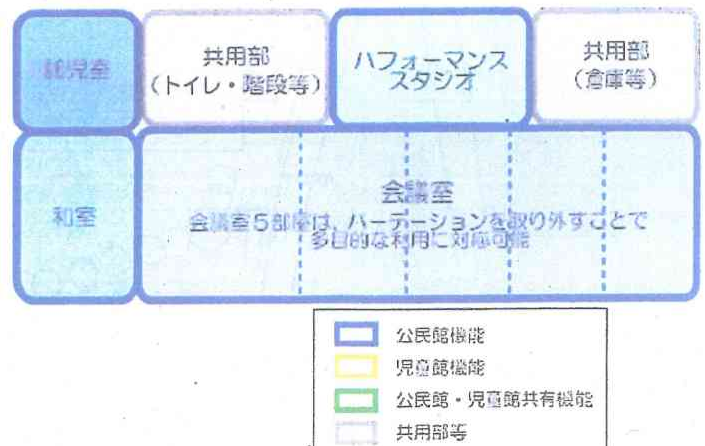 共用部
(トイレ・階段等)
パフォーマンス
スタジオ
共用部
(倉庫等)
和室
会議室
会議室5部屋は、パーテーションを取り外すことで
多目的な利用に対応可能
公民館機能
児童館機能
公民館・児童館共有機能
共用部等